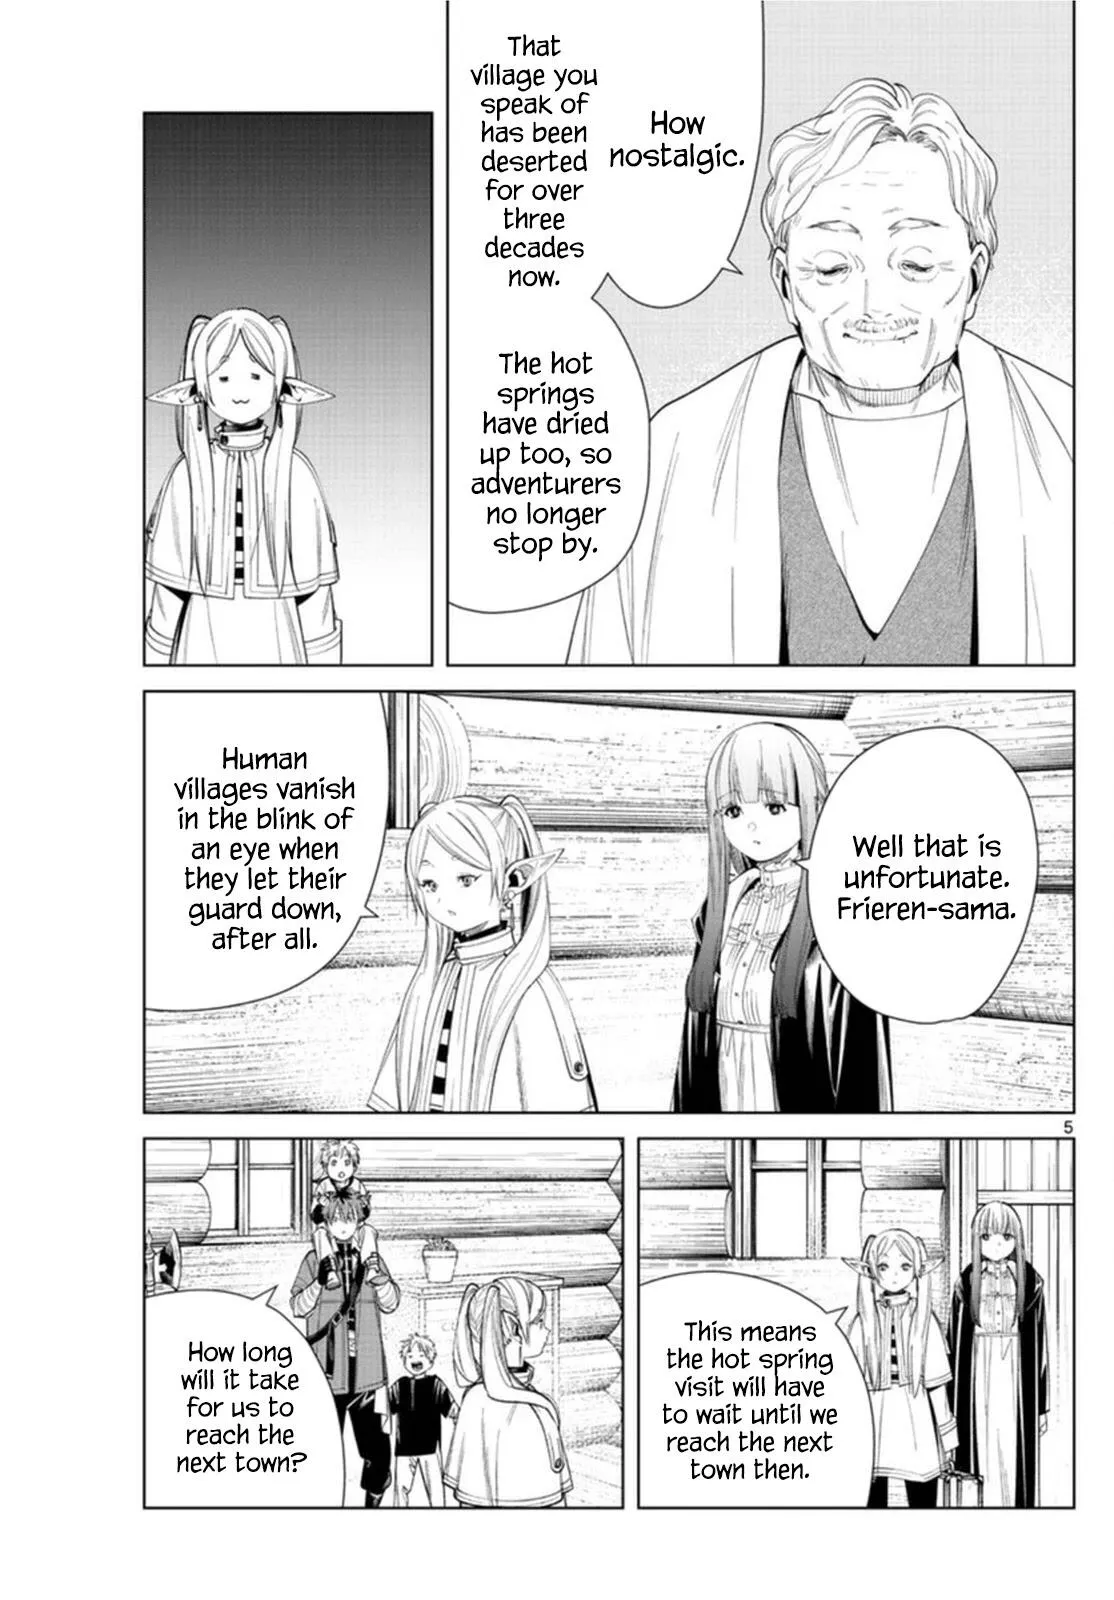 How
nostalgic.
That
village you
speak of
has been
deserted
for over
three
decades
now.
The hot
springs
have dried
up too, so
adventurers
no longer
stop by.
Well that is
unfortunate.
Frieren-sama.
Human
villages vanish
in the blink of
an eye when
they let their
guard down,
after all.
5
This means
the hot spring
visit will have
to wait until we
reach the next
town then.
How long
will it take
for us to
reach the
next town?